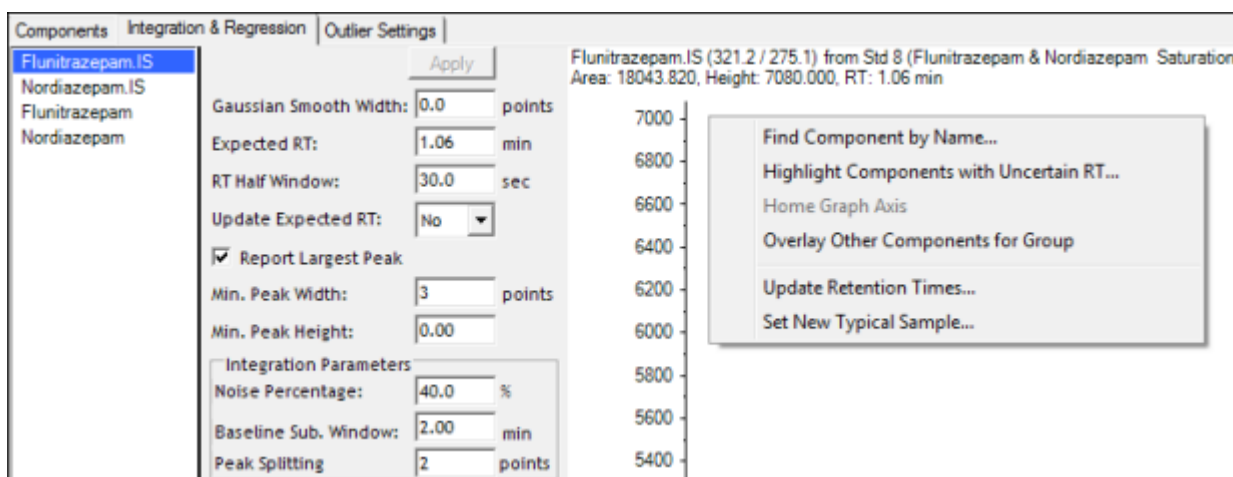 Components Integration & Regression Outlier Settings
Flunitrazepam.IS
Nordiazepam.IS
Flunitrazepam
Nordiazepam
Apply
Gaussian Smooth Width: 0.0 points
Expected RT: 1.06 min
RT Half Window: 30.0 sec
Update Expected RT: No
Report Largest Peak
Min. Peak Width: 3 points
Min. Peak Height: 0.00
Integration Parameters
Noise Percentage: 40.0 %
Baseline Sub. Window: 2.00 min
Peak Splitting 2 points
Flunitrazepam.IS (321.2 / 275.1) from Std 8 (Flunitrazepam & Nordiazepam Saturation
Area: 18043.820, Height: 7080.000, RT: 1.06 min
7000
6800
6600
6400
6200
6000
5800
5600
5400
Find Component by Name...
Highlight Components with Uncertain RT...
Home Graph Axis
Overlay Other Components for Group
Update Retention Times...
Set New Typical Sample...